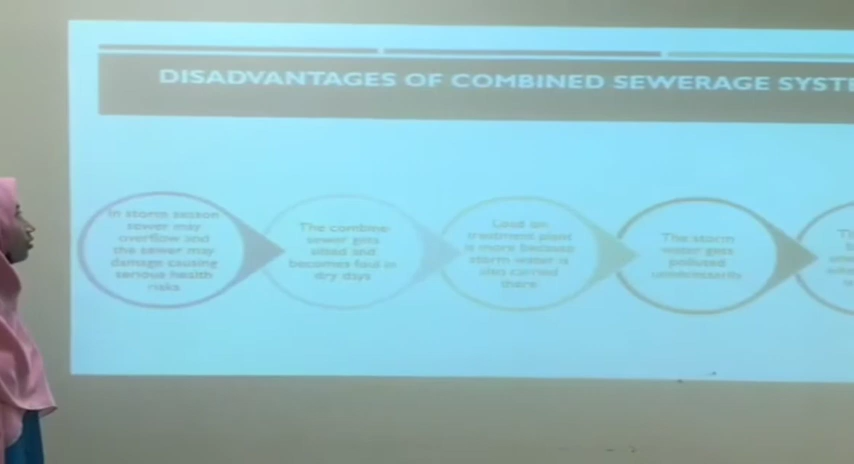 DISADVANTAGES OF COMBINED SEWERAGE SYSTE
In storm season
sewer may
overflow and
the sewer may
damage causing
serious health
risks
The combine
sewer gets
silted and
becomes foul in
dry days
Load on
treatment plant
is more because
storm water is
also carried
there
The storm
water gets
polluted
unnecessarily